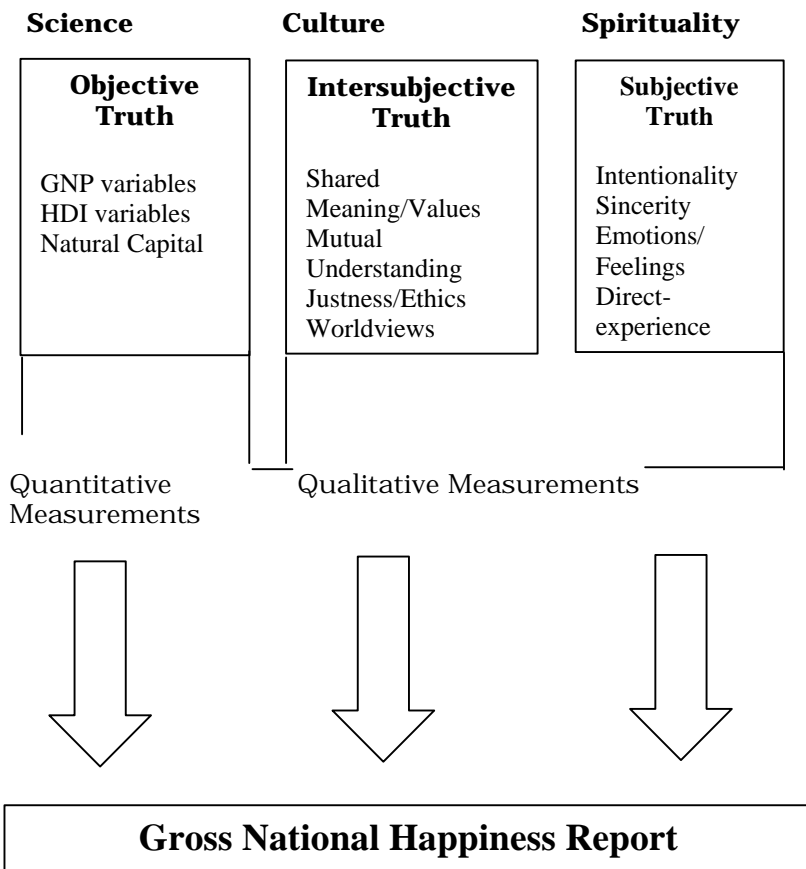 Science
Culture
Spirituality
Objective
Truth
GNP variables
HDI variables
Natural Capital
Intersubjective
Truth
Shared
Meaning/Values
Mutual
Understanding
Justness/Ethics
Worldviews
Subjective
Truth
Intentionality
Sincerity
Emotions/
Feelings
Direct-
experience
Quantitative
Measurements
Qualitative Measurements
Gross National Happiness Report